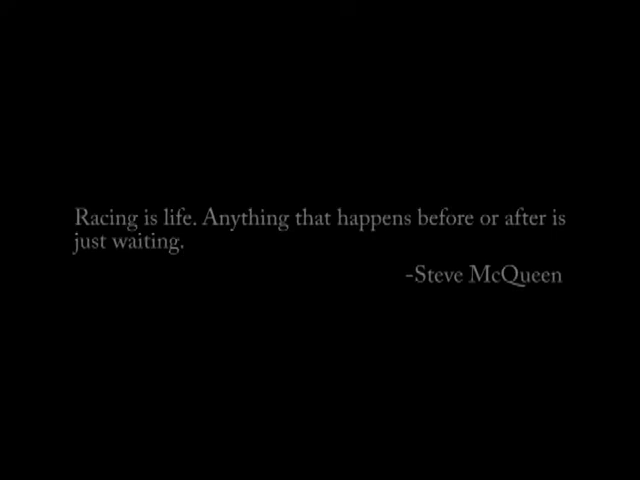 Racing is life. Anything that happens before or after is
just waiting.
-Steve McQueen